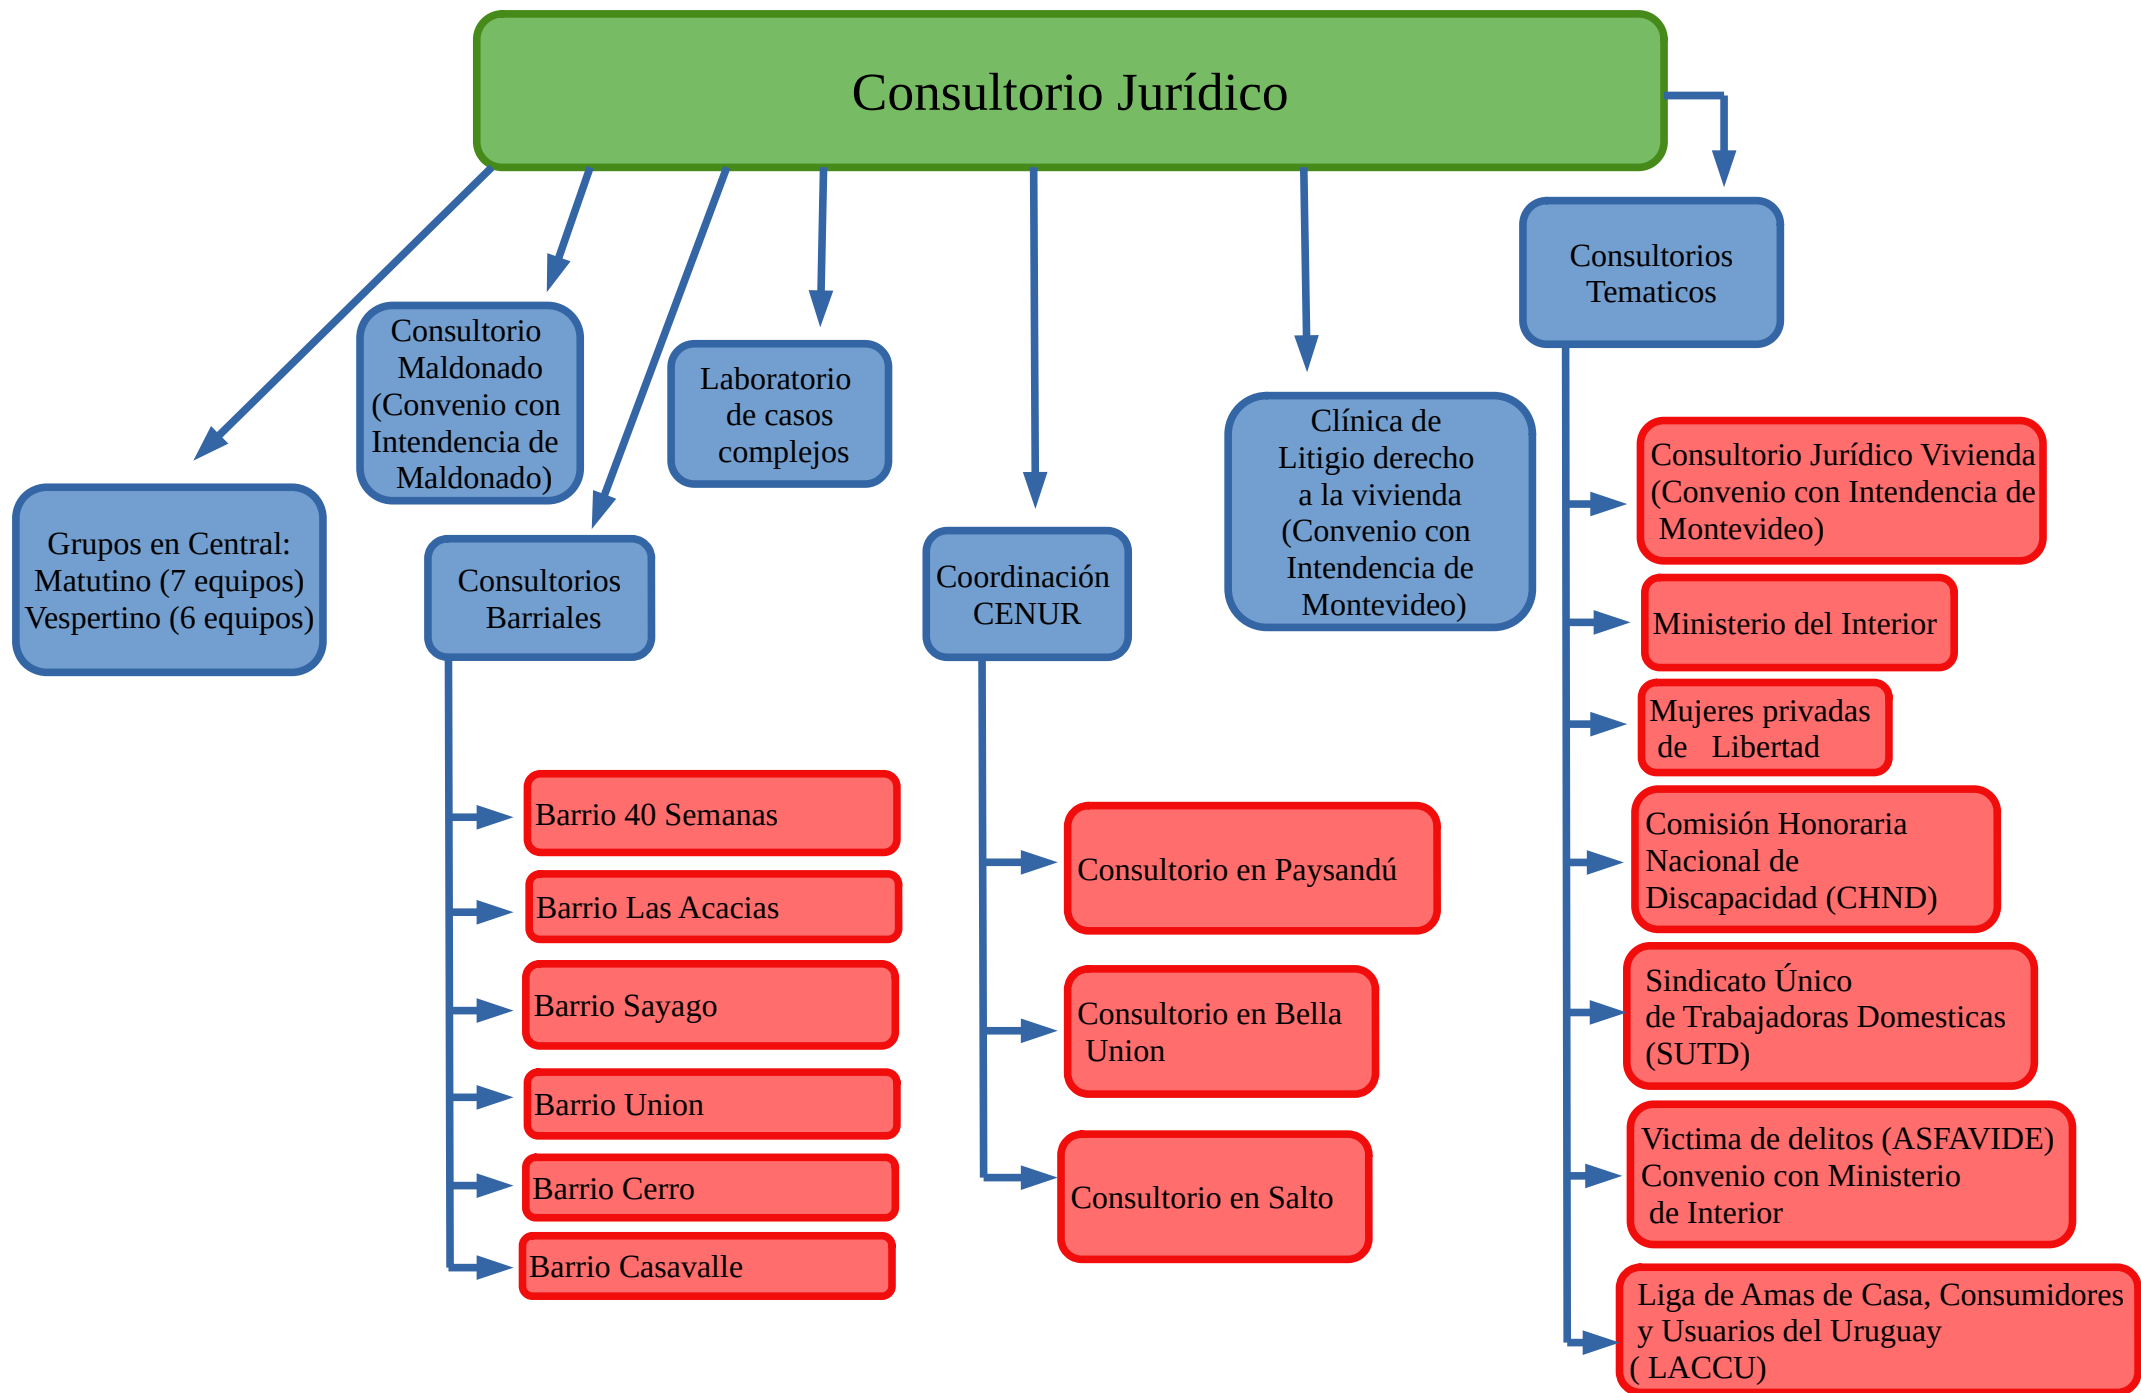 Consultorio Jurídico
Consultorios
Tematicos
Consultorio
Maldonado
(Convenio con
Intendencia de
Maldonado)
Laboratorio
de casos
complejos
Clínica de
Litigio derecho
a la vivienda
(Convenio con
Intendencia de
Montevideo)
Grupos en Central:
Matutino (7 equipos)
Vespertino (6 equipos)
Consultorios
Barriales
Coordinación
CENUR
Barrio 40 Semanas
Barrio Las Acacias
Barrio Sayago
Barrio Union
Barrio Cerro
Barrio Casavalle
Consultorio en Paysandú
Consultorio en Bella
Union
Consultorio en Salto
Consultorio Jurídico Vivienda
(Convenio con Intendencia de
Montevideo)
Ministerio del Interior
Mujeres privadas
de Libertad
Comisión Honoraria
Nacional de
Discapacidad (CHND)
Sindicato Único
de Trabajadoras Domesticas
(SUTD)
Victima de delitos (ASFAVIDE)
Convenio con Ministerio
de Interior
Liga de Amas de Casa, Consumidores
y Usuarios del Uruguay
( LACCU)